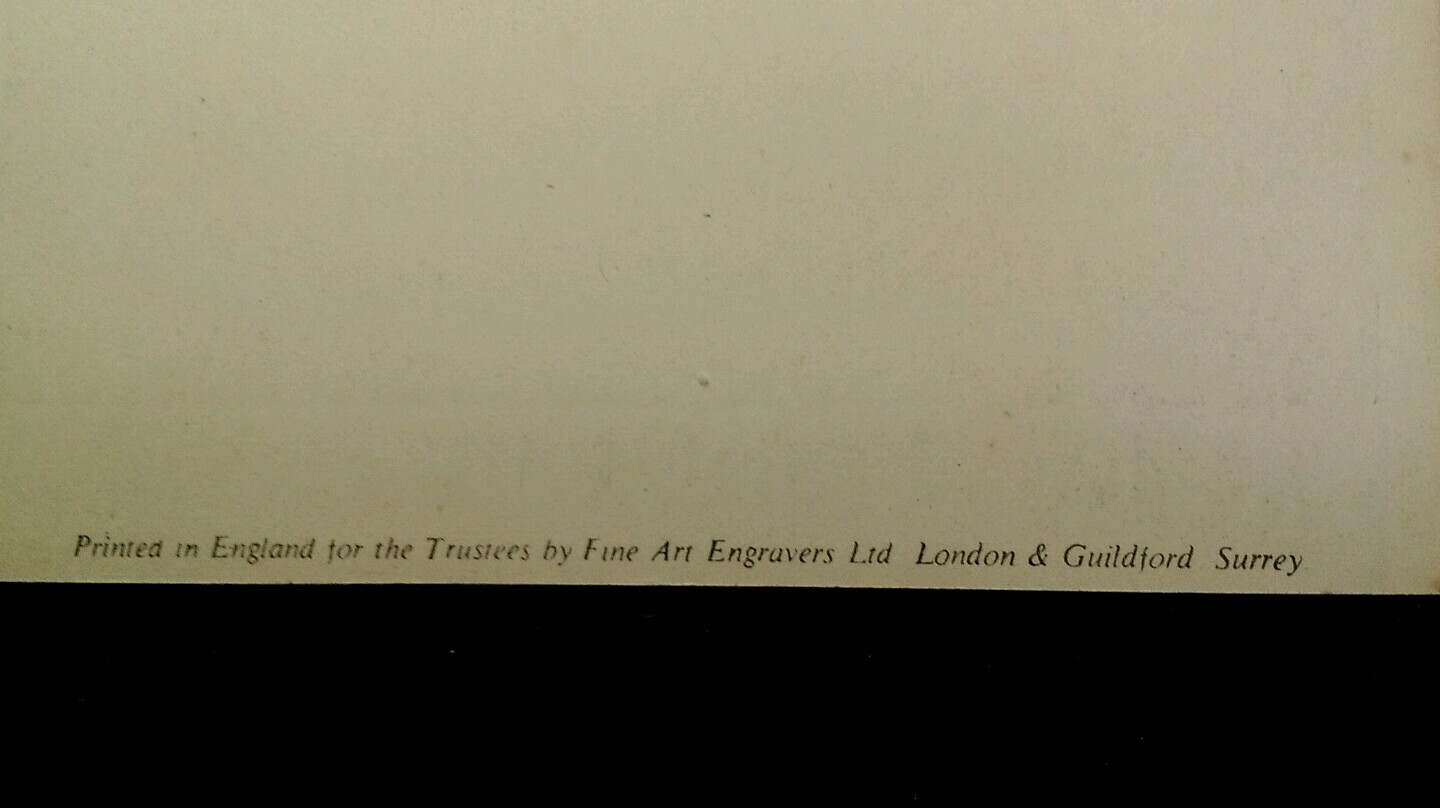 Printed in England for the Trustees by Fine Art Engravers Ltd London & Guildford Surrey